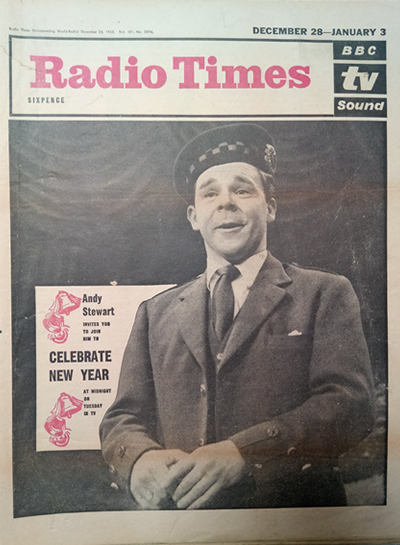 DECEMBER 28—JANUARY 3
Radio Times
SIXPENCE
BBC
tv
Sound
Andy
Stewart
INVITES YOU
TO JOIN
HIM TO
CELEBRATE
NEW YEAR
AT MIDNIGHT
ON
TUESDAY
IN TV